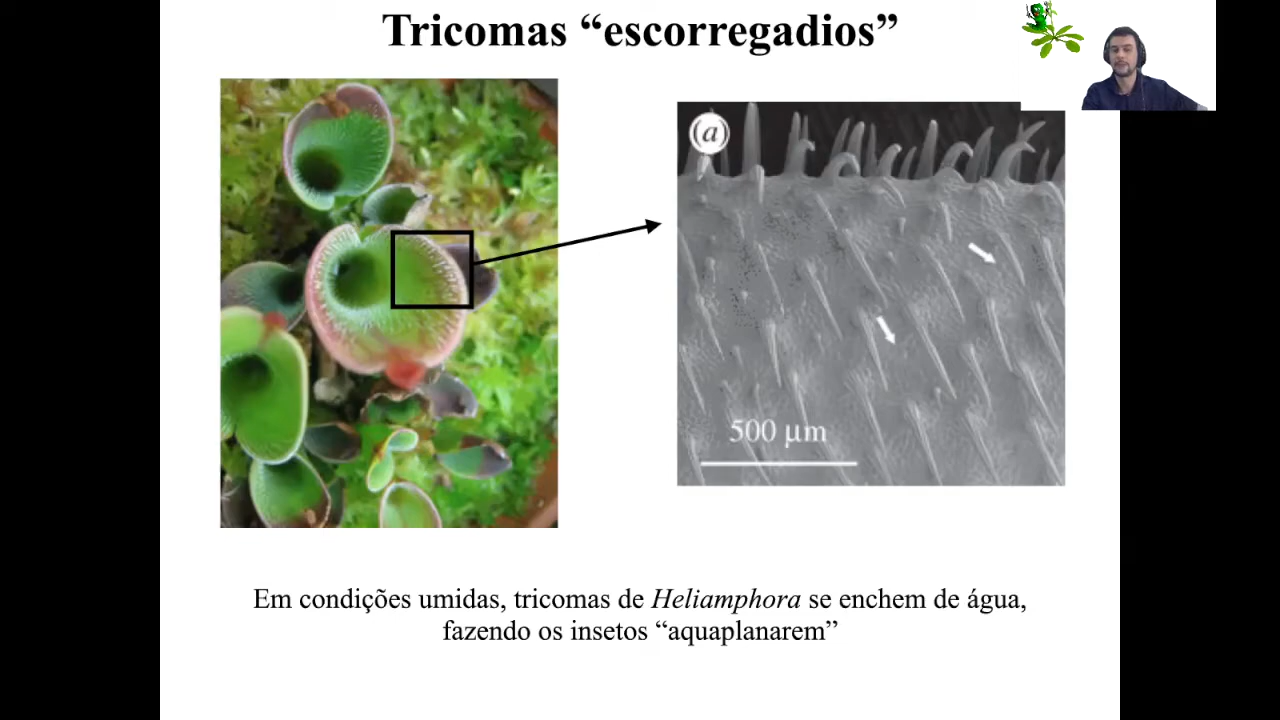 Tricomas “escorregadios”
(a)
500 µm
Em condições umidas, tricomas de Heliamphora se enchem de água,
fazendo os insetos “aquaplanarem”